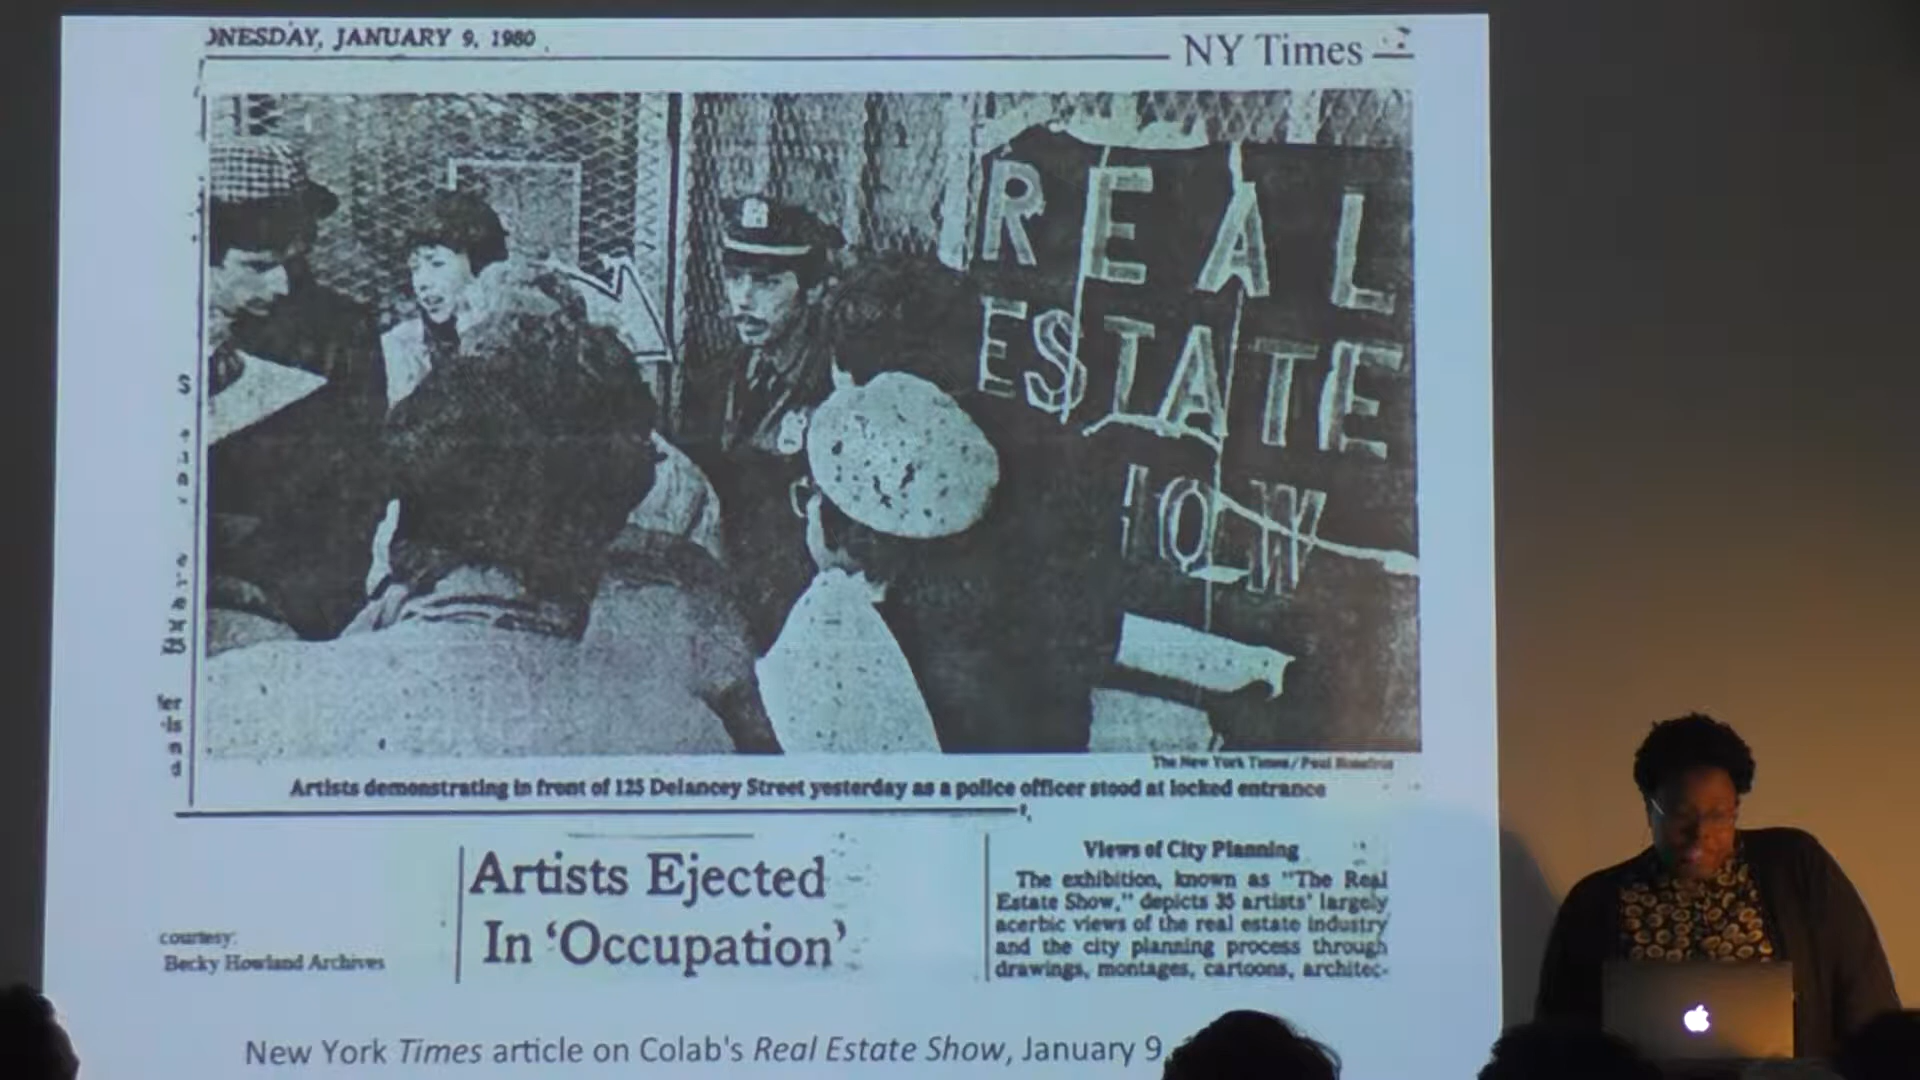 ONESDAY, JANUARY 9, 1980
NY Times
REAL
ESTATE
The New York Times / Paul
Artists demonstrating in front of 125 Delancey Street yesterday as a police officer stood at locked entrance
Artists Ejected
In ‘Occupation’
Views of City Planning
The exhibition, known as "The Real
Estate Show," depicts 35 artists' largely
acerbic views of the real estate industry
and the city planning process through
drawings, montages, cartoons, architec-
courtesy:
Becky Howland Archives
New York Times article on Colab's Real Estate Show, January 9